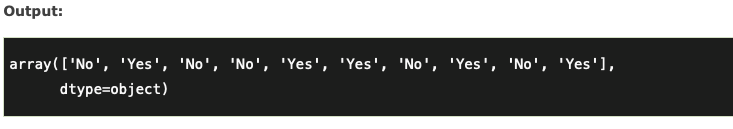 Output:
array(['No', 'Yes', 'No', 'No', 'Yes', 'Yes', 'No', 'Yes', 'No', 'Yes'],
dtype=object)